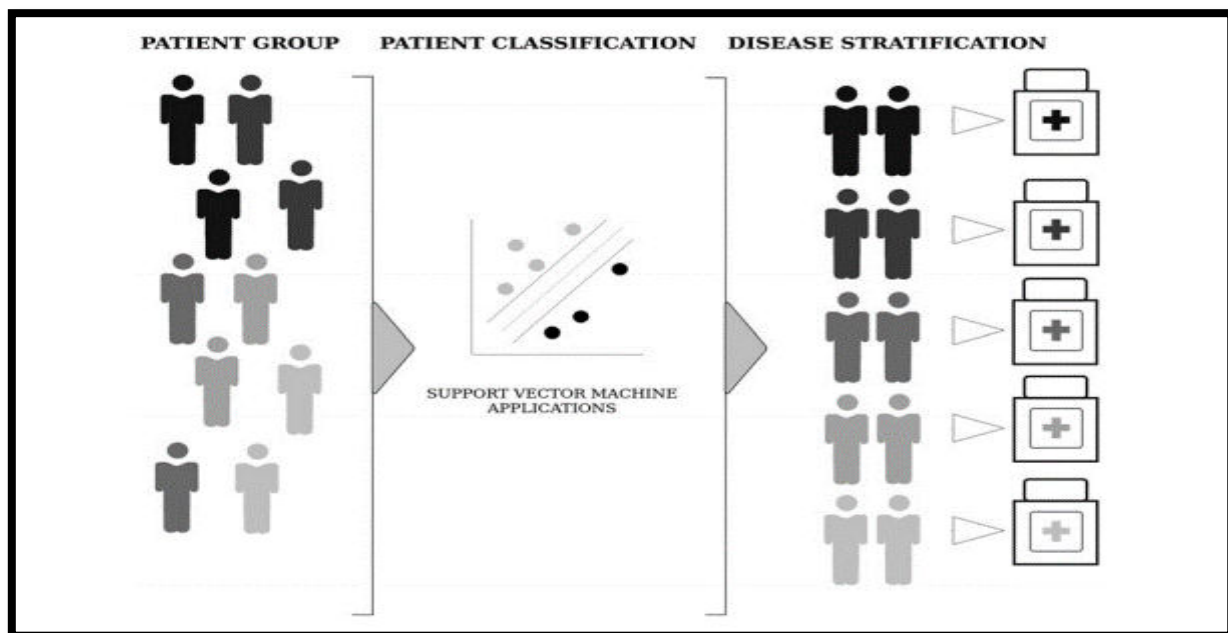 PATIENT GROUP
PATIENT CLASSIFICATION
DISEASE STRATIFICATION
SUPPORT VECTOR MACHINE
APPLICATIONS